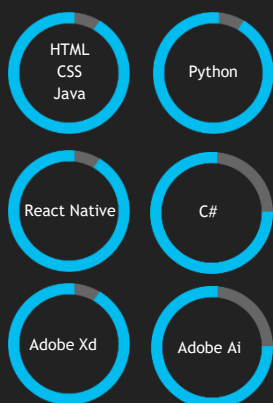 HTML
CSS
Java
Python
React Native
C#
Adobe Xd
Adobe Ai